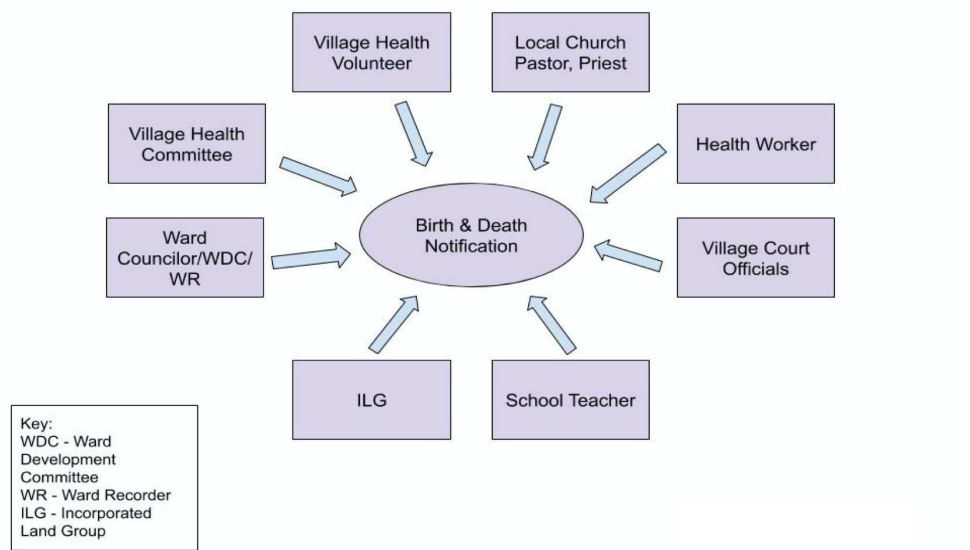 Village Health
Volunteer
Local Church
Pastor, Priest
Village Health
Committee
Health Worker
Birth & Death
Notification
Ward
Councilor/WDC/
WR
Village Court
Officials
ILG
School Teacher
Key:
WDC - Ward
Development
Committee
WR - Ward Recorder
ILG - Incorporated
Land Group